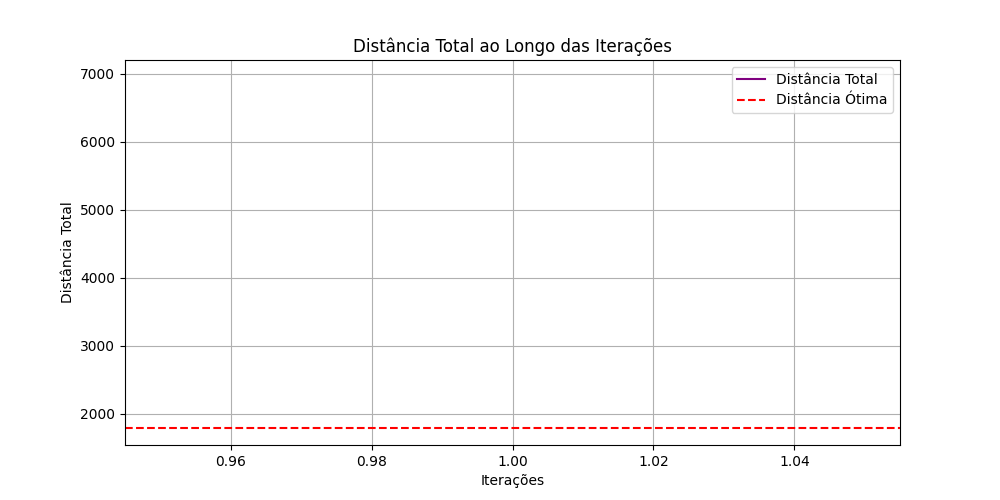 Distância Total ao Longo das Iterações
Distância Total
Distância Ótima
Distância Total
7000
6000
5000
4000
3000
2000
0.96
0.98
1.00
1.02
1.04
Iterações